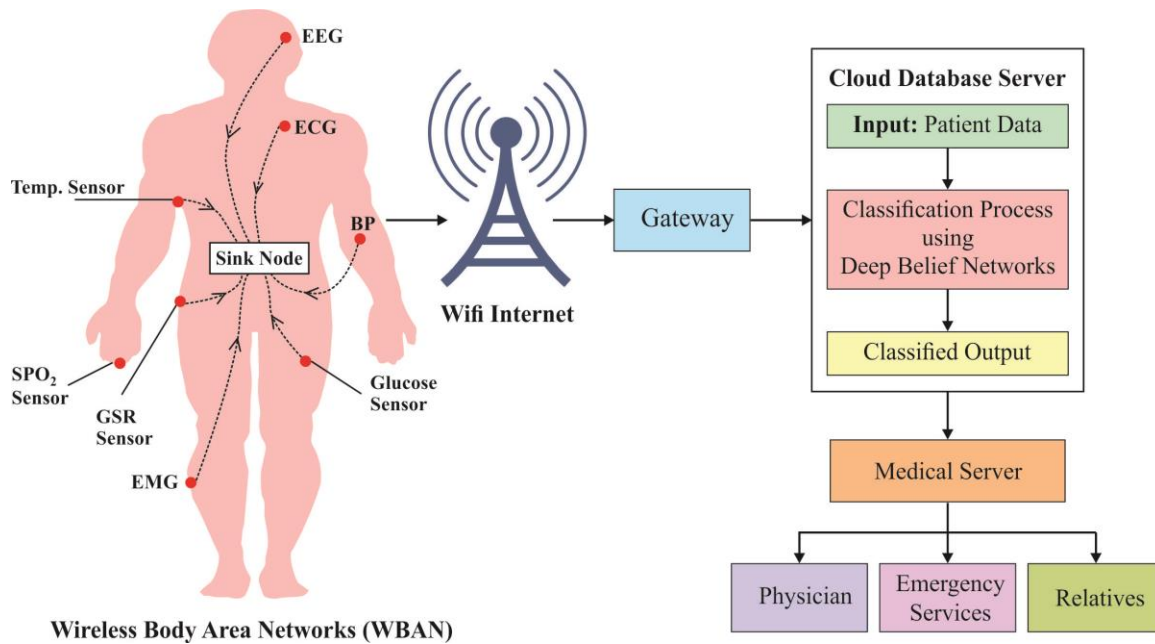 EEG
ECG
Temp. Sensor
BP
Sink Node
SPO₂
Sensor
GSR
Sensor
Glucose
Sensor
EMG
Wireless Body Area Networks (WBAN)
Wifi Internet
Gateway
Cloud Database Server
Input: Patient Data
Classification Process
using
Deep Belief Networks
Classified Output
Medical Server
Physician
Emergency
Services
Relatives